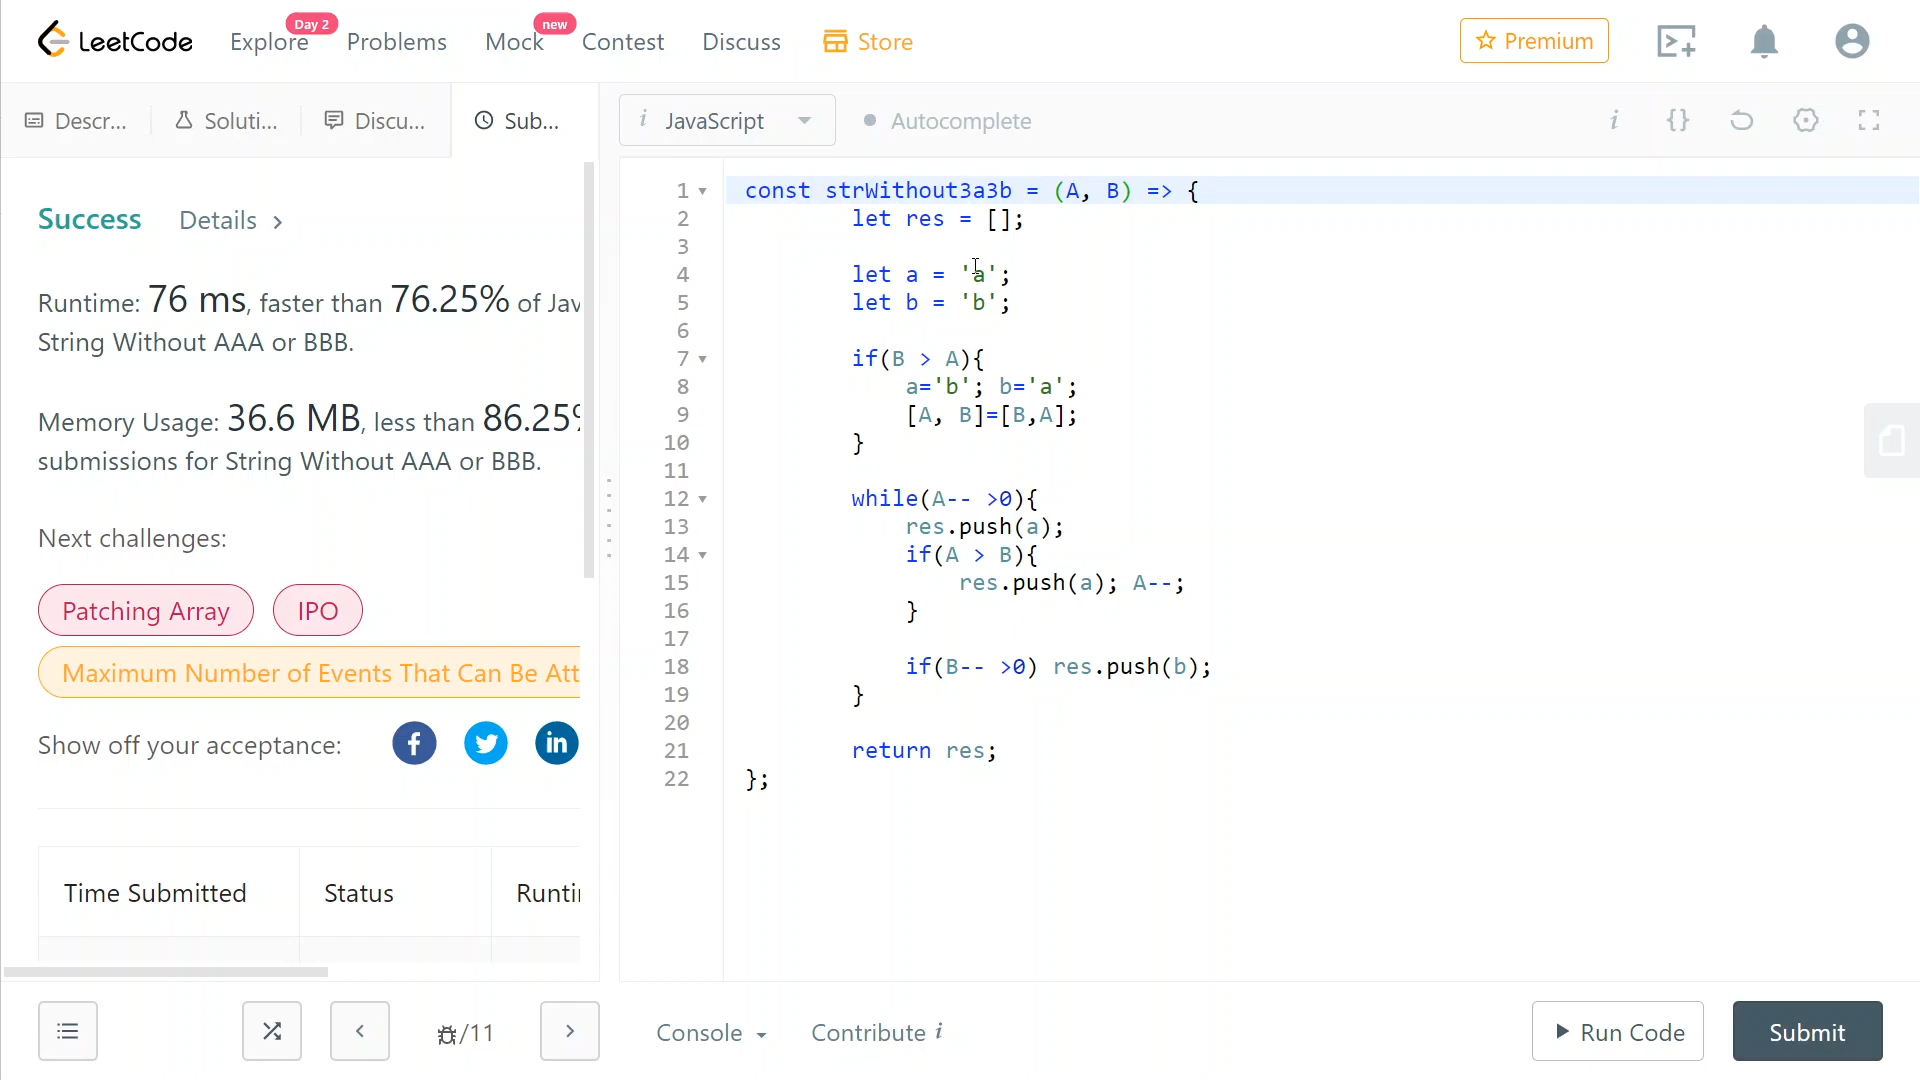 LeetCode Explore Day 2 Problems Mock new Contest Discuss Store Premium
Descr... Soluti... Discu... Sub... i JavaScript Autocomplete i {}
Success Details >
Runtime: 76 ms, faster than 76.25% of Jav
String Without AAA or BBB.
Memory Usage: 36.6 MB, less than 86.25%
submissions for String Without AAA or BBB.
Next challenges:
Patching Array IPO
Maximum Number of Events That Can Be Att
Show off your acceptance: f in
Time Submitted Status Runtin
1 const strWithout3a3b = (A, B) => {
2 let res = [];
3
4 let a = 'a';
5 let b = 'b';
6
7 if(B > A){
8 a='b'; b='a';
9 [A, B]=[B,A];
10 }
11
12 while(A-- >0){
13 res.push(a);
14 if(A > B){
15 res.push(a); A--;
16 }
17
18 if(B-- >0) res.push(b);
19 }
20
21 return res;
22 };
< /11 > Console Contribute i Run Code Submit